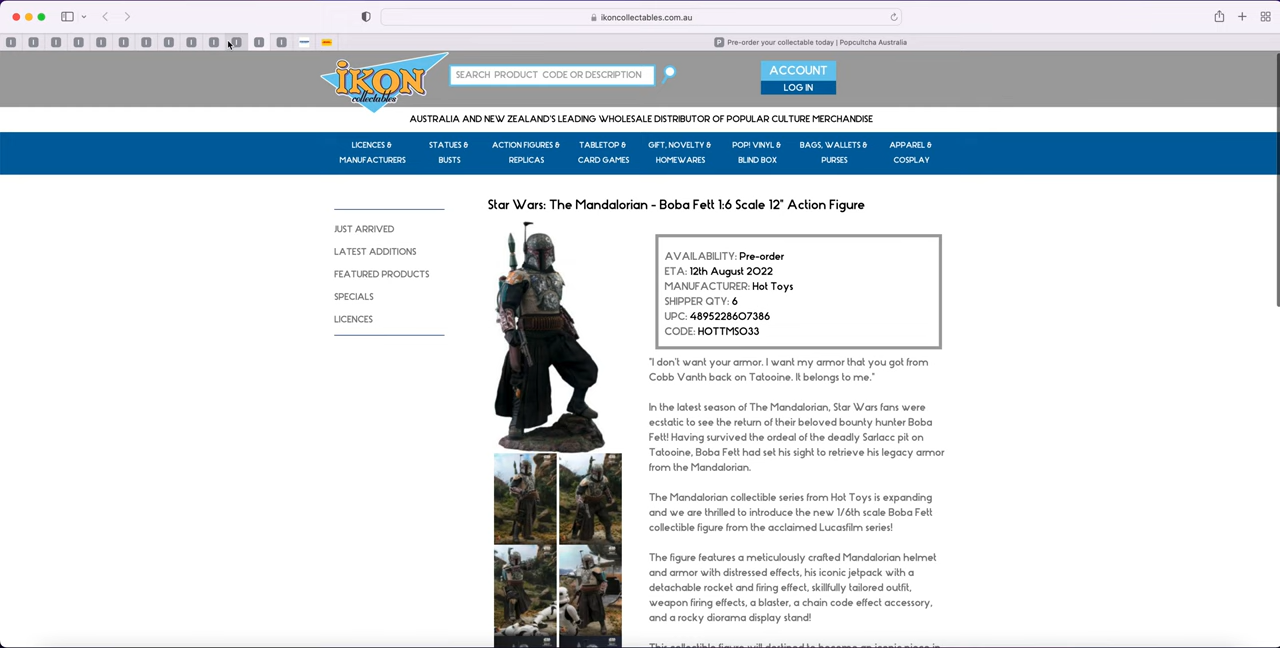 ikoncollectables.com.au
P Pre-order your collectable today | Popcultcha Australia
iKON
collectables
SEARCH PRODUCT CODE OR DESCRIPTION
ACCOUNT
LOG IN
AUSTRALIA AND NEW ZEALAND'S LEADING WHOLESALE DISTRIBUTOR OF POPULAR CULTURE MERCHANDISE
LICENCES &
MANUFACTURERS
STATUES &
BUSTS
ACTION FIGURES &
REPLICAS
TABLETOP &
CARD GAMES
GIFT, NOVELTY &
HOMEWARES
POP! VINYL &
BLIND BOX
BAGS, WALLETS &
PURSES
APPAREL &
COSPLAY
JUST ARRIVED
LATEST ADDITIONS
FEATURED PRODUCTS
SPECIALS
LICENCES
Star Wars: The Mandalorian - Boba Fett 1:6 Scale 12" Action Figure
AVAILABILITY: Pre-order
ETA: 12th August 2022
MANUFACTURER: Hot Toys
SHIPPER QTY: 6
UPC: 4895228607386
CODE: HOTTMS033
"I don't want your armor. I want my armor that you got from
Cobb Vanth back on Tatooine. It belongs to me."
In the latest season of The Mandalorian, Star Wars fans were
ecstatic to see the return of their beloved bounty hunter Boba
Fett! Having survived the ordeal of the deadly Sarlacc pit on
Tatooine, Boba Fett had set his sight to retrieve his legacy armor
from the Mandalorian.
The Mandalorian collectible series from Hot Toys is expanding
and we are thrilled to introduce the new 1/6th scale Boba Fett
collectible figure from the acclaimed Lucasfilm series!
The figure features a meticulously crafted Mandalorian helmet
and armor with distressed effects, his iconic jetpack with a
detachable rocket and firing effect, skillfully tailored outfit,
weapon firing effects, a blaster, a chain code effect accessory,
and a rocky diorama display stand!
This collectible figure will destined to become an iconic piece in